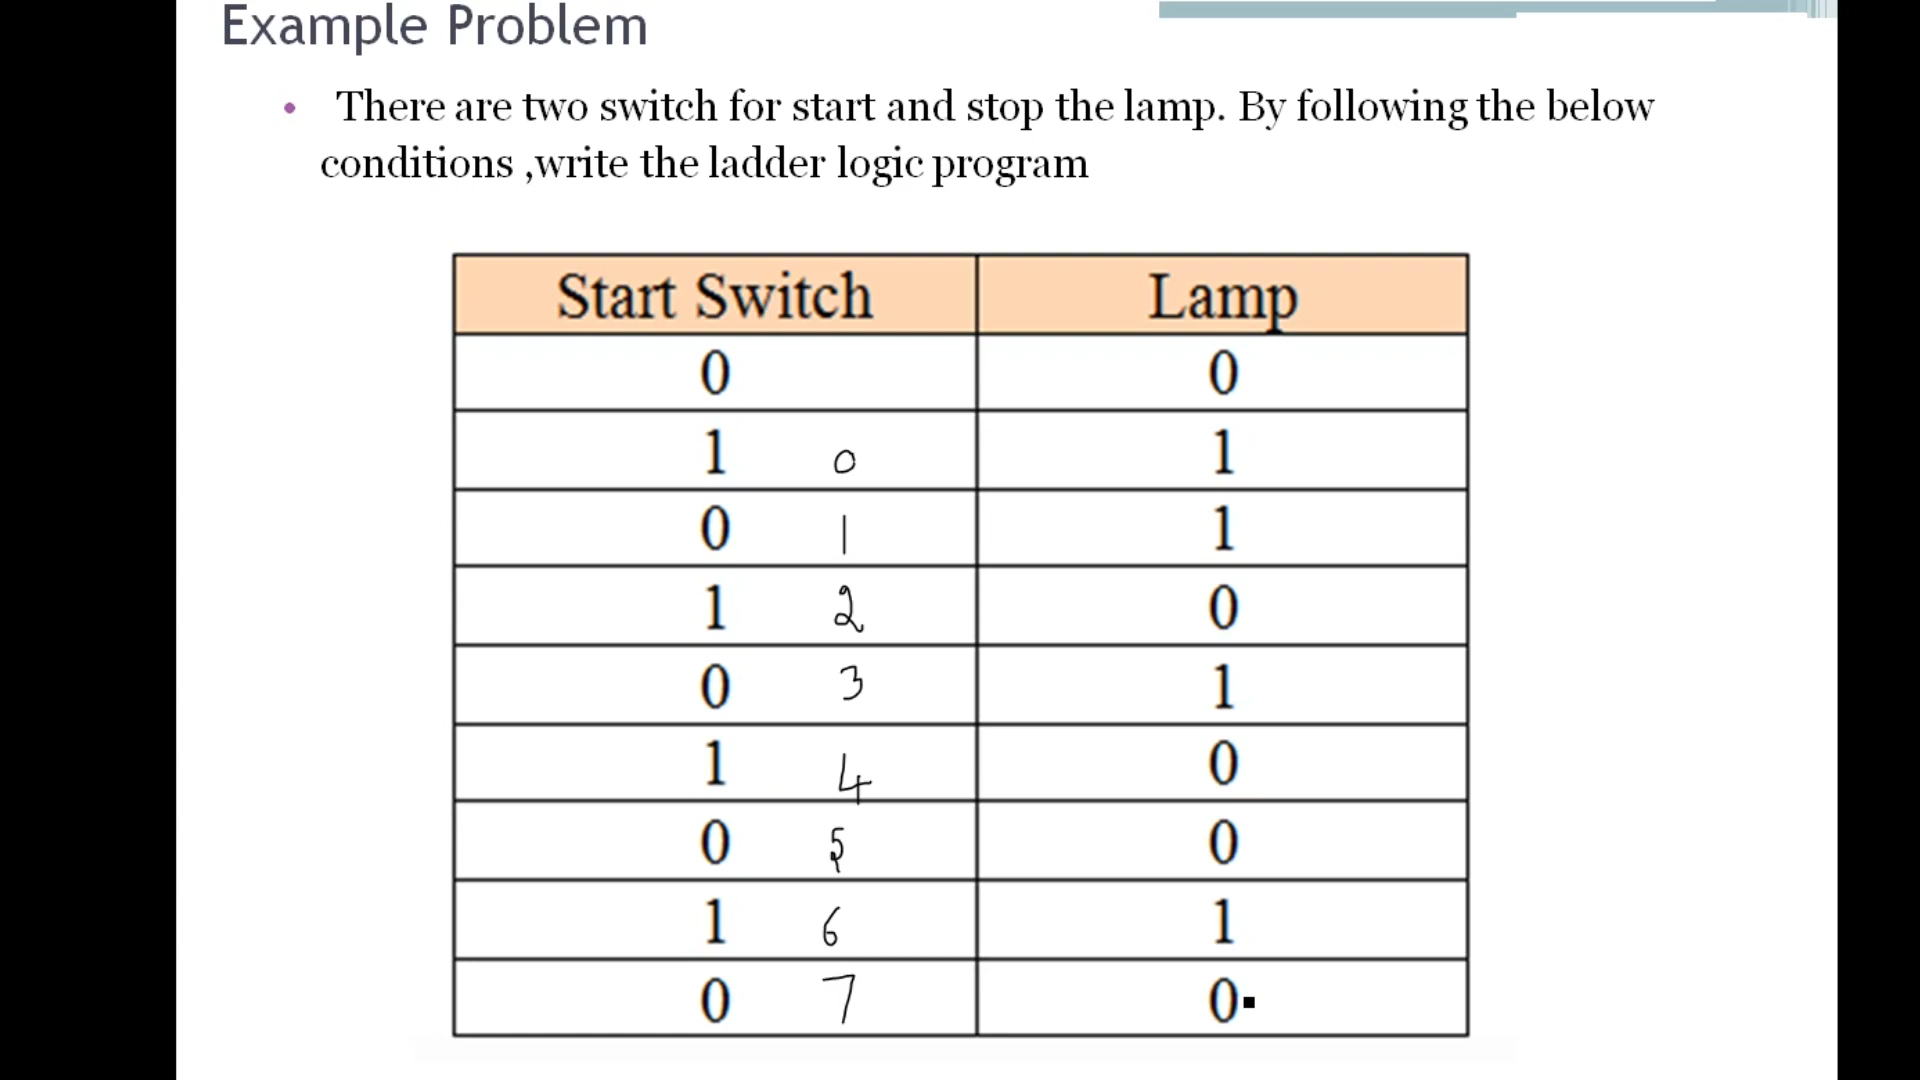 Example Problem
• There are two switch for start and stop the lamp. By following the below
conditions ,write the ladder logic program
Start Switch Lamp
0 0
1 0 1
0 1 1
1 2 0
0 3 1
1 4 0
0 5 0
1 6 1
0 7 0